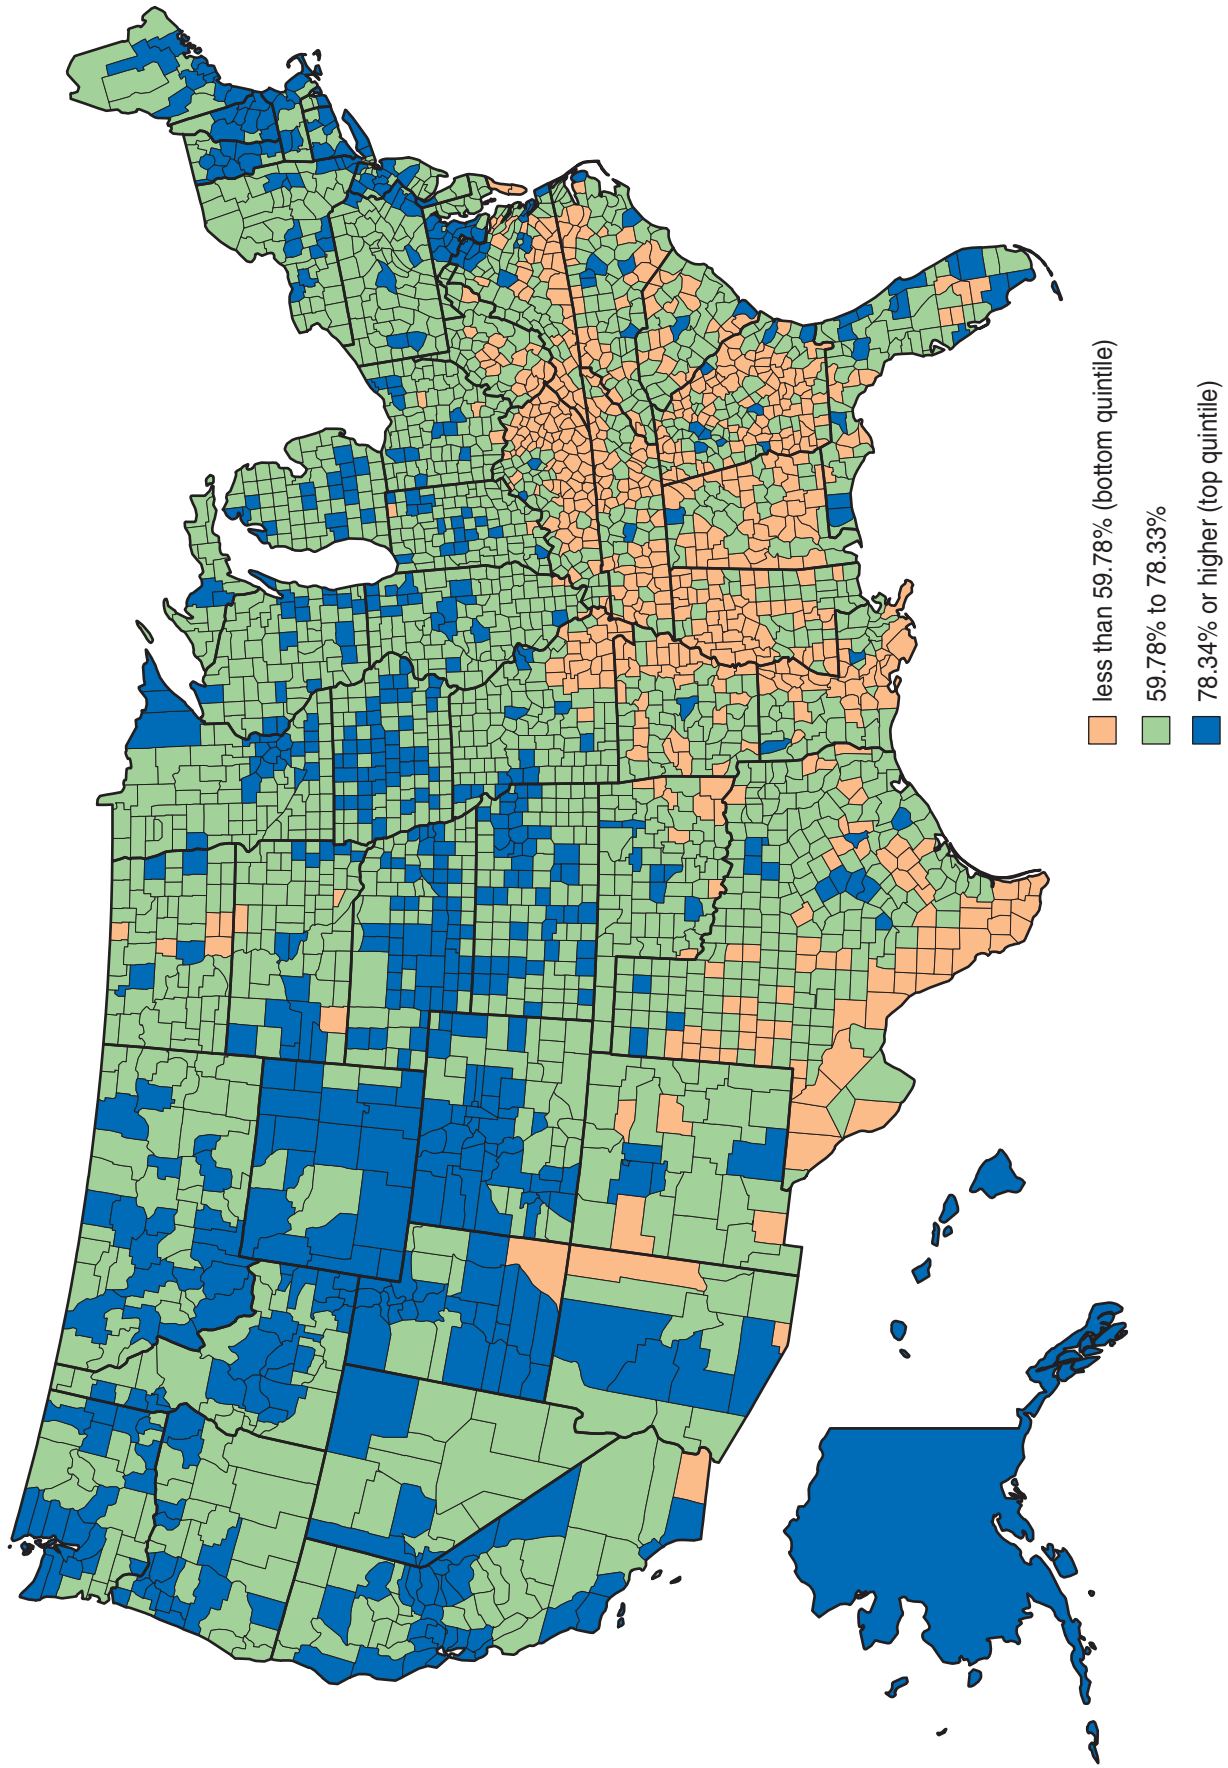 less than 59.78% (bottom quintile)
59.78% to 78.33%
78.34% or higher (top quintile)